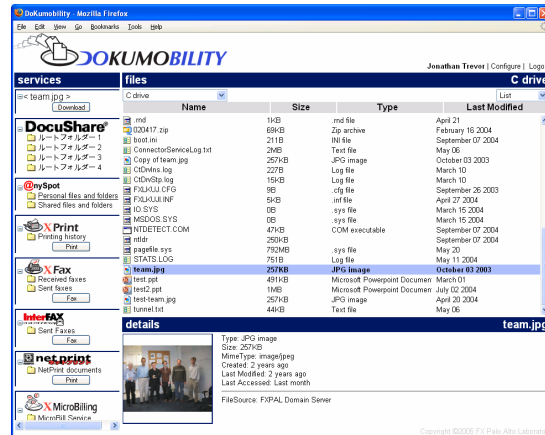 DoKumobility - Mozilla Firefox
File Edit View Go Bookmarks Tools Help
DOKUMOBILITY
Jonathan Trevor | Configure | Logo
services
< team.jpg >
Download
DocuShare®
ルートフォルダー 1
ルートフォルダー 2
ルートフォルダー 3
ルートフォルダー 4
@nySpot
Personal files and folders
Shared files and folders
X Print
Printing history
Print
X Fax
Received faxes
Sent faxes
Fax
InterFAX
Sent Faxes
Fax
net print
NetPrint documents
Print
X MicroBilling
MicroBill Service
files C drive
C drive List
Name Size Type Last Modified
.rnd 1KB .rnd file April 21
020417.zip 69KB Zip archive February 16 2004
boot.ini 211B INI file September 07 2004
ConnectorServiceLog.txt 2MB Text file May 06
Copy of team.jpg 257KB JPG image October 03 2003
CtDrvIns.log 227B Log file March 10
CtDrvStp.log 15KB Log file March 10
FXLKUJ.CFG 9B .cfg file September 26 2003
FXLKUJI.INF 5KB .inf file April 27 2004
IO.SYS 0B .sys file March 15 2004
MSDOS.SYS 0B .sys file March 15 2004
NTDETECT.COM 47KB COM executable September 07 2004
ntldr 250KB September 07 2004
pagefile.sys 792MB .sys file May 20
STATS.LOG 751B Log file May 11 2004
team.jpg 257KB JPG image October 03 2003
test.ppt 491KB Microsoft Powerpoint Documen March 01
test2.ppt 1MB Microsoft Powerpoint Documen July 02 2004
test-team.jpg 257KB JPG image April 20 2004
tunnel.txt 44KB Text file May 06
details team.jpg
Type: JPG image
Size: 257KB
MimeType: image/jpeg
Created: 2 years ago
Last Modified: 2 years ago
Last Accessed: Last month
FileSource: FXPAL Domain Server
Copyright ©2005 FX Palo Alto Laborato